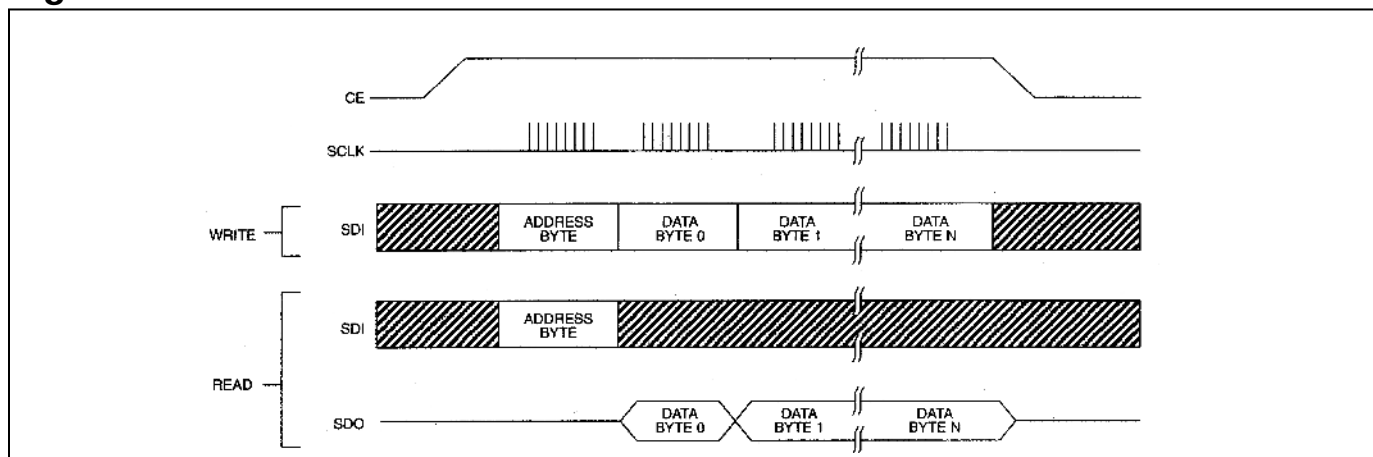 CE
SCLK
WRITE
SDI
ADDRESS
BYTE
DATA
BYTE 0
DATA
BYTE 1
DATA
BYTE N
READ
SDI
ADDRESS
BYTE
SDO
DATA
BYTE 0
DATA
BYTE 1
DATA
BYTE N